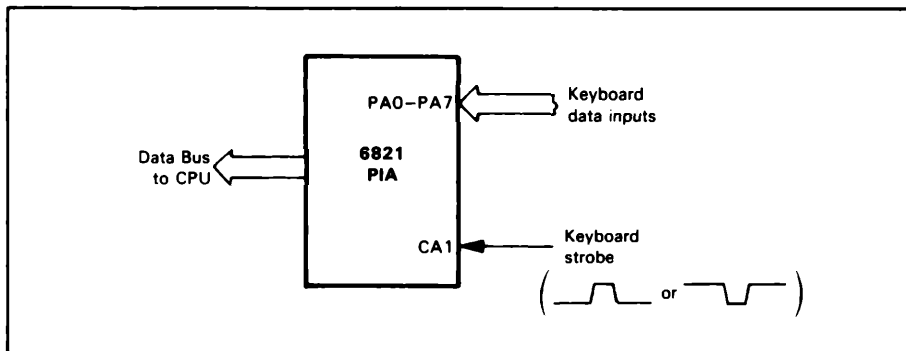 PA0-PA7
Keyboard
data inputs
6821
PIA
Data Bus
to CPU
CA1
Keyboard
strobe
( or )